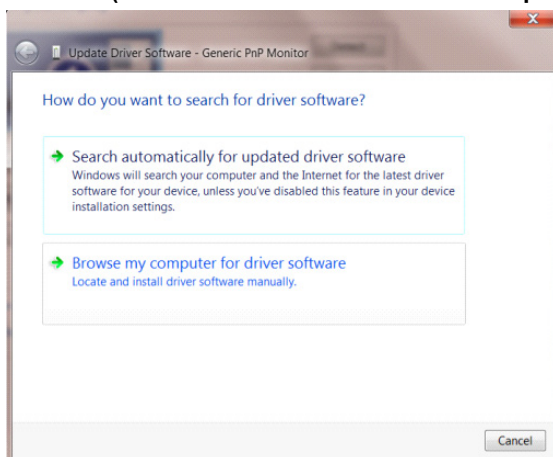 Update Driver Software - Generic PnP Monitor
How do you want to search for driver software?
Search automatically for updated driver software
Windows will search your computer and the Internet for the latest driver
software for your device, unless you've disabled this feature in your device
installation settings.
Browse my computer for driver software
Locate and install driver software manually.
Cancel